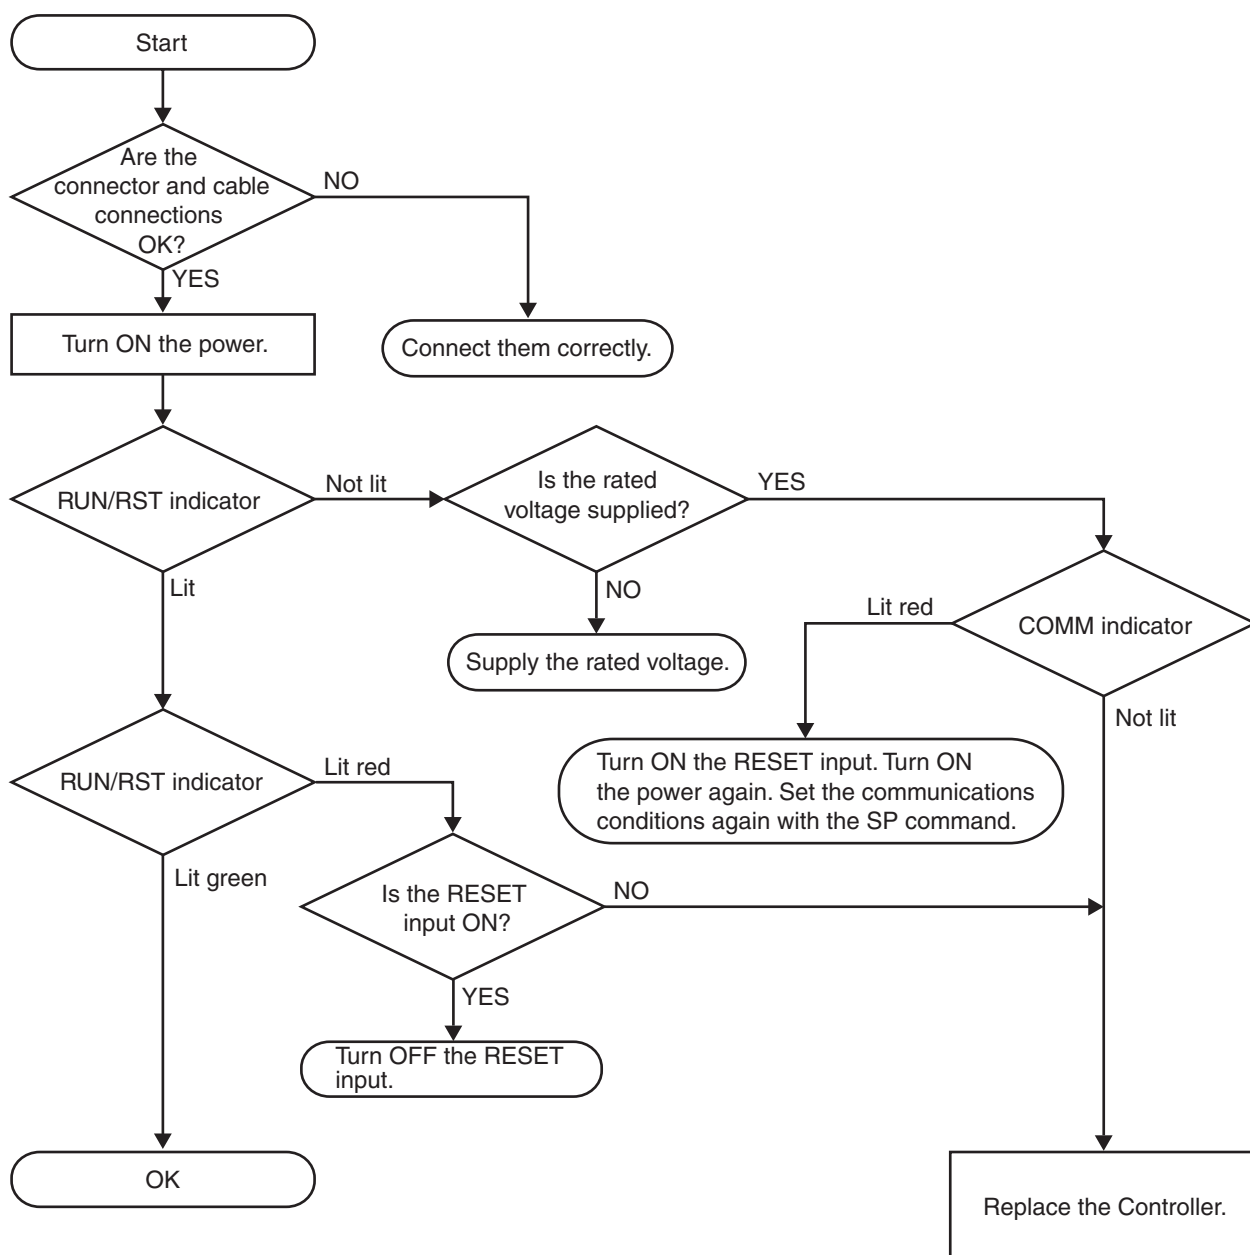 Start
Are the
connector and cable
connections
OK?
NO
YES
Turn ON the power.
Connect them correctly.
RUN/RST indicator
Not lit
Is the rated
voltage supplied?
YES
Lit
NO
Supply the rated voltage.
Lit red
COMM indicator
Not lit
Turn ON the RESET input. Turn ON
the power again. Set the communications
conditions again with the SP command.
RUN/RST indicator
Lit red
Lit green
Is the RESET
input ON?
NO
YES
Turn OFF the RESET
input.
OK
Replace the Controller.